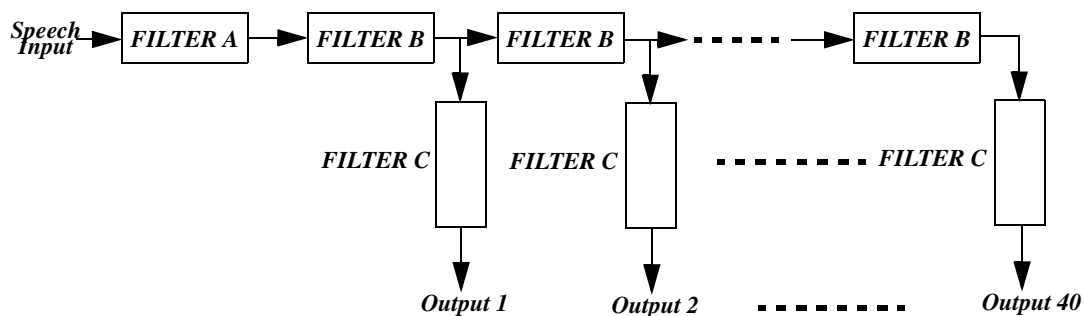 Speech
Input
FILTER A
FILTER B
FILTER B
FILTER B
FILTER C
FILTER C
FILTER C
Output 1
Output 2
Output 40